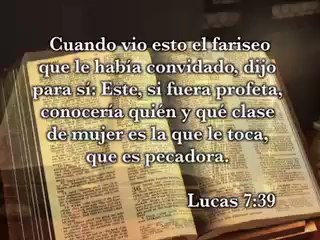 Cuando vio esto el fariseo
que le había convidado, dijo
para sí: Este, si fuera profeta,
conocería quién y qué clase
de mujer es la que le toca,
que es pecadora.
Lucas 7:39